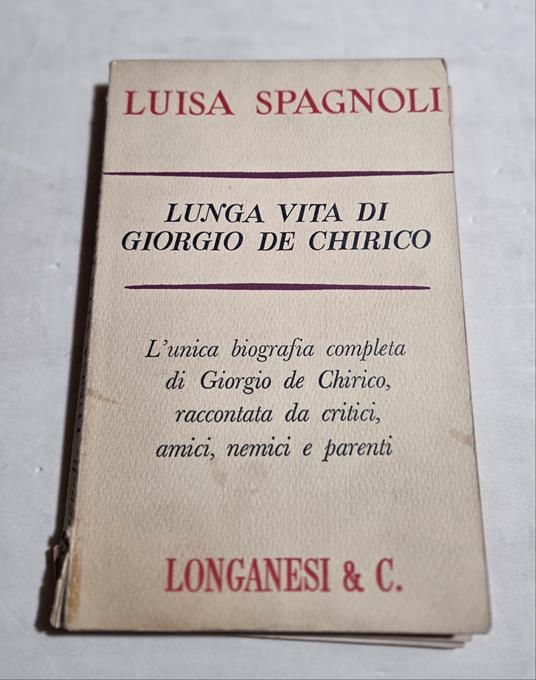 LUISA SPAGNOLI
LUNGA VITA DI
GIORGIO DE CHIRICO
L'unica biografia completa
di Giorgio de Chirico,
raccontata da critici,
amici, nemici e parenti
LONGANESI & C.